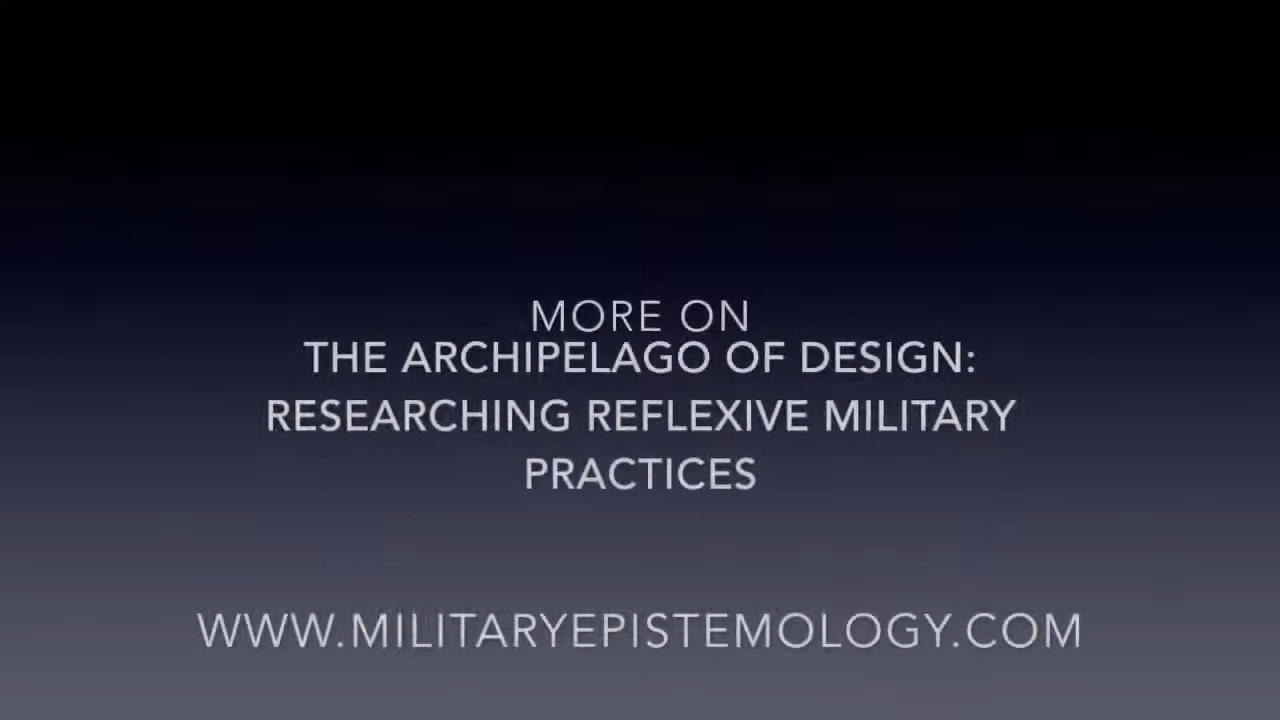 MORE ON
THE ARCHIPELAGO OF DESIGN:
RESEARCHING REFLEXIVE MILITARY
PRACTICES
WWW.MILITARYEPISTEMOLOGY.COM